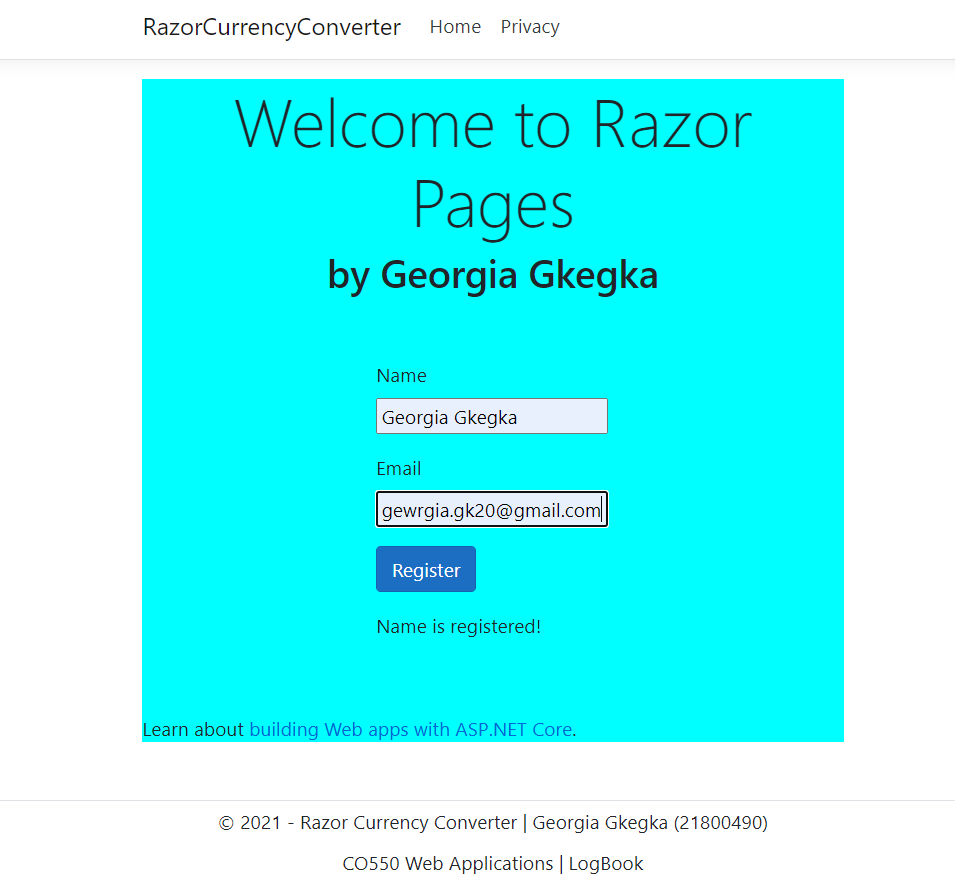 RazorCurrencyConverter Home Privacy
Welcome to Razor
Pages
by Georgia Gkegka
Name
Georgia Gkegka
Email
gewrgia.gk20@gmail.com
Register
Name is registered!
Learn about building Web apps with ASP.NET Core.
© 2021 - Razor Currency Converter | Georgia Gkegka (21800490)
CO550 Web Applications | LogBook